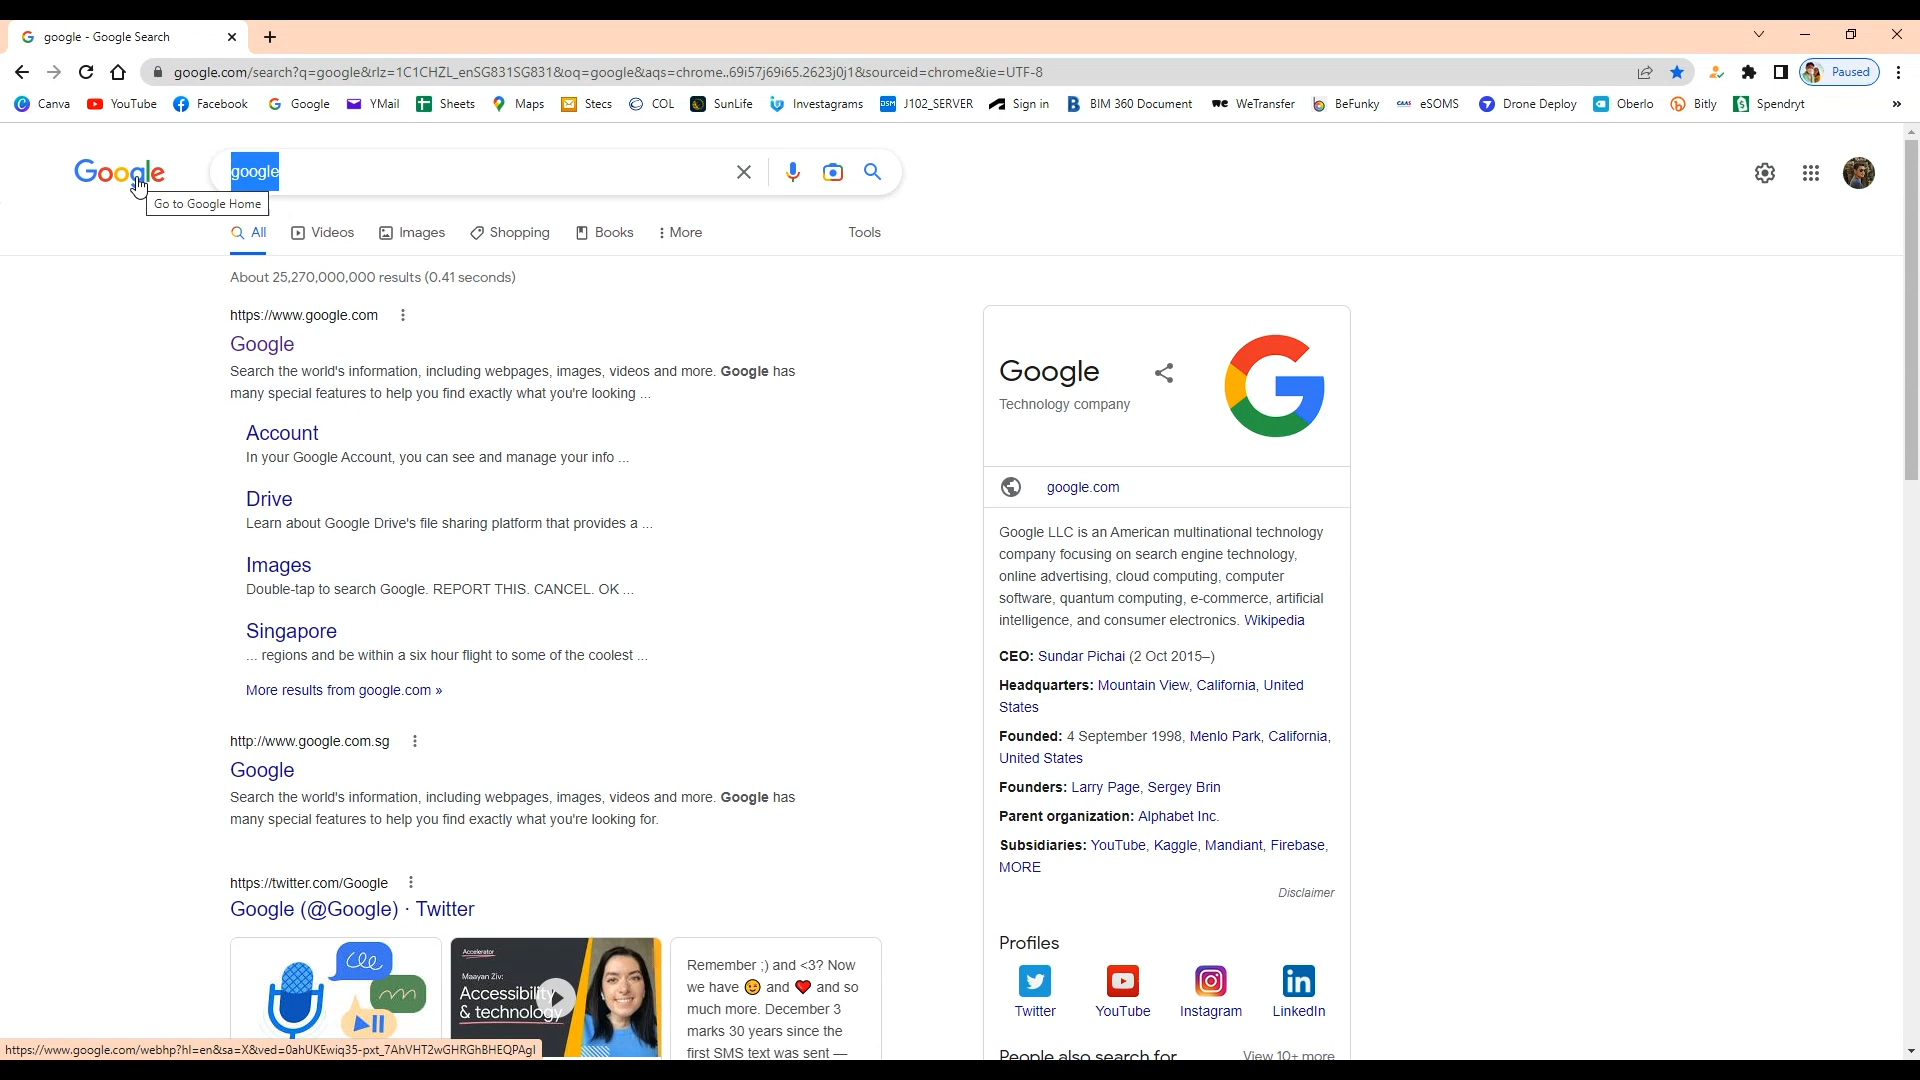 google - Google Search
google.com/search?q=google&rlz=1C1CHZL_enSG831SG831&oq=google&aqs=chrome..69i57j69i65.2623j0j1&sourceid=chrome&ie=UTF-8
Paused
Canva YouTube Facebook Google YMail Sheets Maps Stecs COL SunLife Investagrams J102_SERVER Sign in BIM 360 Document WeTransfer BeFunky eSOMS Drone Deploy Oberlo Bitly Spendryt »
Google google
Go to Google Home
All Videos Images Shopping Books More Tools
About 25,270,000,000 results (0.41 seconds)
https://www.google.com
Google
Search the world's information, including webpages, images, videos and more. Google has
many special features to help you find exactly what you're looking ...
Account
In your Google Account, you can see and manage your info ...
Drive
Learn about Google Drive's file sharing platform that provides a ...
Images
Double-tap to search Google. REPORT THIS. CANCEL. OK ...
Singapore
... regions and be within a six hour flight to some of the coolest ...
More results from google.com »
http://www.google.com.sg
Google
Search the world's information, including webpages, images, videos and more. Google has
many special features to help you find exactly what you're looking for.
https://twitter.com/Google
Google (@Google) · Twitter
Accelerator
Maayan Ziv:
Accessibility
& technology
Remember ;) and <3? Now
we have 😉 and ❤️ and so
much more. December 3
marks 30 years since the
first SMS text was sent —
https://www.google.com/webhp?hl=en&sa=X&ved=0ahUKEwiq35-pxt_7AhVHT2wGHRGhBHEQPAgI
Google
Technology company
G
google.com
Google LLC is an American multinational technology
company focusing on search engine technology,
online advertising, cloud computing, computer
software, quantum computing, e-commerce, artificial
intelligence, and consumer electronics. Wikipedia
CEO: Sundar Pichai (2 Oct 2015–)
Headquarters: Mountain View, California, United
States
Founded: 4 September 1998, Menlo Park, California,
United States
Founders: Larry Page, Sergey Brin
Parent organization: Alphabet Inc.
Subsidiaries: YouTube, Kaggle, Mandiant, Firebase,
MORE
Disclaimer
Profiles
Twitter YouTube Instagram LinkedIn
People also search for View 10+ more